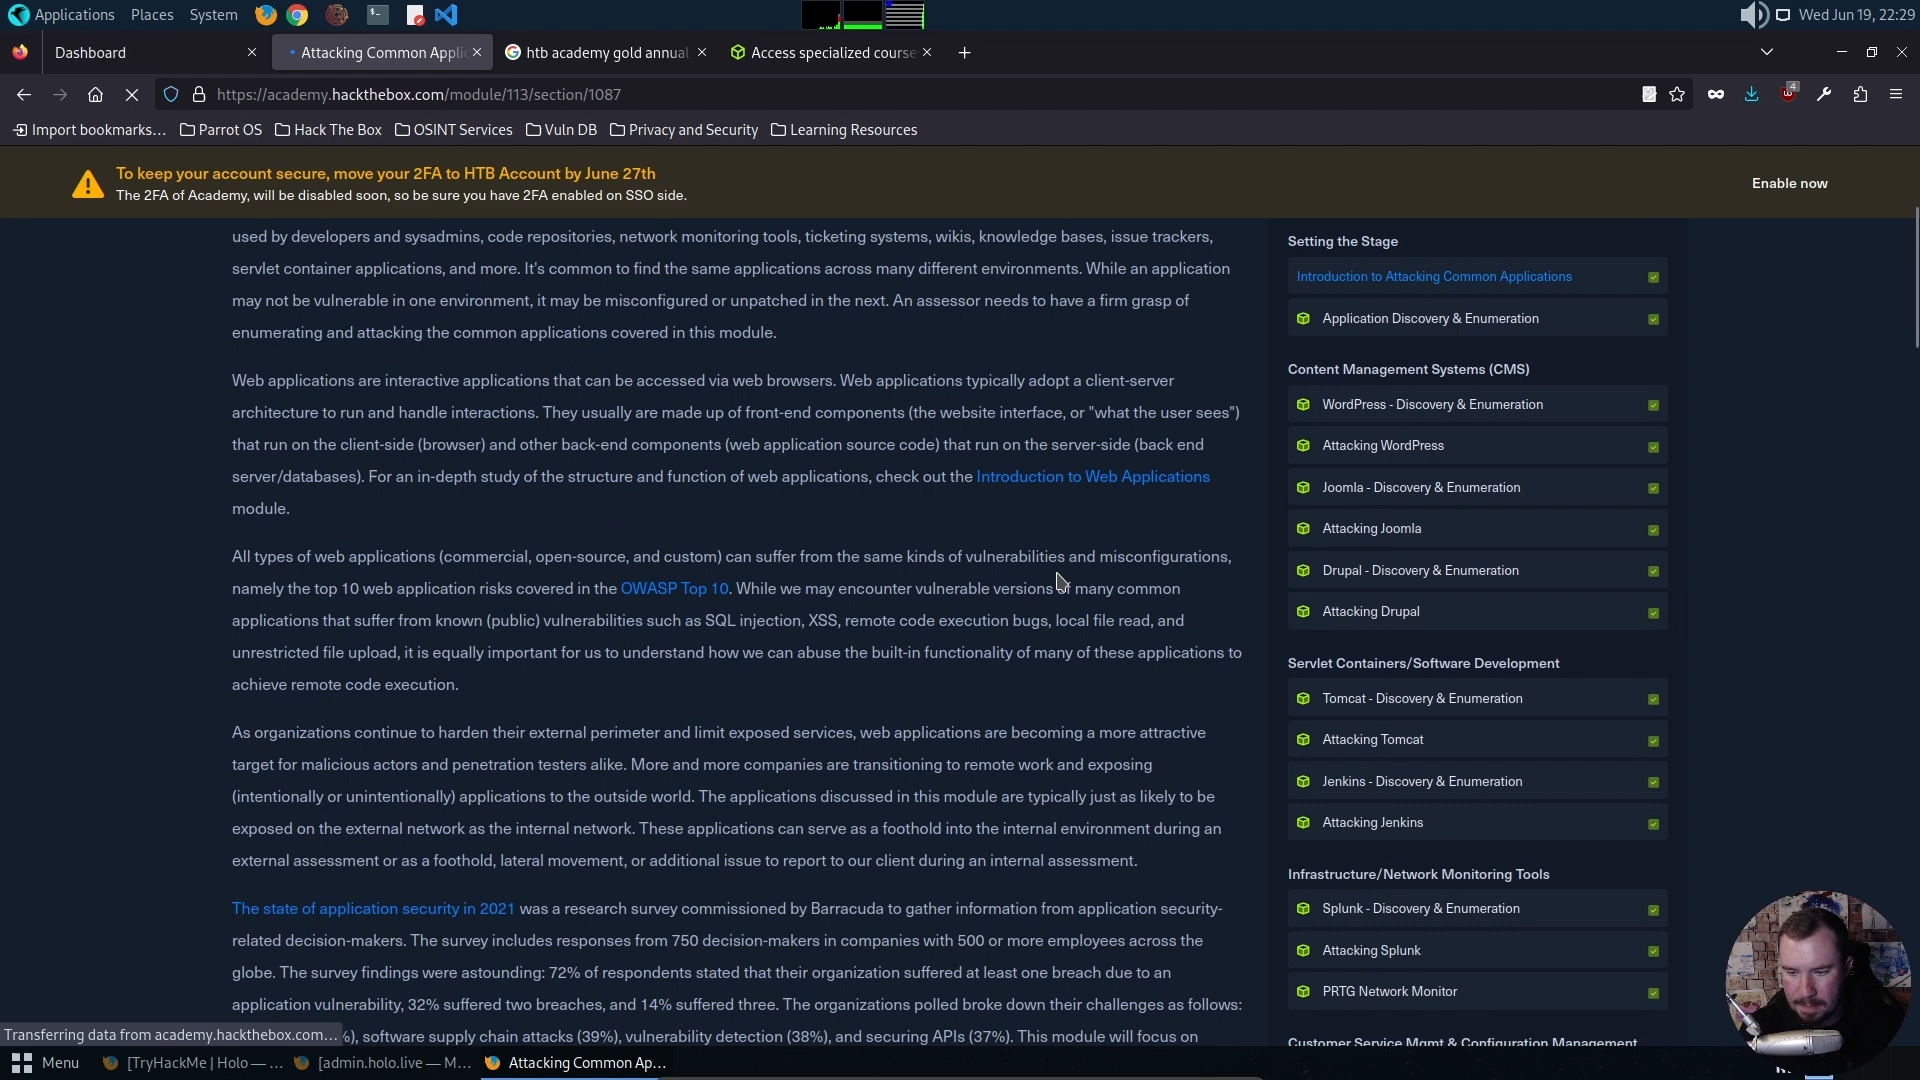 Applications Places System Wed Jun 19, 22:29
Dashboard Attacking Common Applic htb academy gold annual Access specialized course
https://academy.hackthebox.com/module/113/section/1087 4
Import bookmarks... Parrot OS Hack The Box OSINT Services Vuln DB Privacy and Security Learning Resources
To keep your account secure, move your 2FA to HTB Account by June 27th
The 2FA of Academy, will be disabled soon, so be sure you have 2FA enabled on SSO side.
Enable now
used by developers and sysadmins, code repositories, network monitoring tools, ticketing systems, wikis, knowledge bases, issue trackers,
servlet container applications, and more. It's common to find the same applications across many different environments. While an application
may not be vulnerable in one environment, it may be misconfigured or unpatched in the next. An assessor needs to have a firm grasp of
enumerating and attacking the common applications covered in this module.
Web applications are interactive applications that can be accessed via web browsers. Web applications typically adopt a client-server
architecture to run and handle interactions. They usually are made up of front-end components (the website interface, or "what the user sees")
that run on the client-side (browser) and other back-end components (web application source code) that run on the server-side (back end
server/databases). For an in-depth study of the structure and function of web applications, check out the Introduction to Web Applications
module.
All types of web applications (commercial, open-source, and custom) can suffer from the same kinds of vulnerabilities and misconfigurations,
namely the top 10 web application risks covered in the OWASP Top 10. While we may encounter vulnerable versions of many common
applications that suffer from known (public) vulnerabilities such as SQL injection, XSS, remote code execution bugs, local file read, and
unrestricted file upload, it is equally important for us to understand how we can abuse the built-in functionality of many of these applications to
achieve remote code execution.
As organizations continue to harden their external perimeter and limit exposed services, web applications are becoming a more attractive
target for malicious actors and penetration testers alike. More and more companies are transitioning to remote work and exposing
(intentionally or unintentionally) applications to the outside world. The applications discussed in this module are typically just as likely to be
exposed on the external network as the internal network. These applications can serve as a foothold into the internal environment during an
external assessment or as a foothold, lateral movement, or additional issue to report to our client during an internal assessment.
The state of application security in 2021 was a research survey commissioned by Barracuda to gather information from application security-
related decision-makers. The survey includes responses from 750 decision-makers in companies with 500 or more employees across the
globe. The survey findings were astounding: 72% of respondents stated that their organization suffered at least one breach due to an
application vulnerability, 32% suffered two breaches, and 14% suffered three. The organizations polled broke down their challenges as follows:
%), software supply chain attacks (39%), vulnerability detection (38%), and securing APIs (37%). This module will focus on
Setting the Stage
Introduction to Attacking Common Applications
Application Discovery & Enumeration
Content Management Systems (CMS)
WordPress - Discovery & Enumeration
Attacking WordPress
Joomla - Discovery & Enumeration
Attacking Joomla
Drupal - Discovery & Enumeration
Attacking Drupal
Servlet Containers/Software Development
Tomcat - Discovery & Enumeration
Attacking Tomcat
Jenkins - Discovery & Enumeration
Attacking Jenkins
Infrastructure/Network Monitoring Tools
Splunk - Discovery & Enumeration
Attacking Splunk
PRTG Network Monitor
Customer Service Mgmt & Configuration Management
Transferring data from academy.hackthebox.com...
Menu [TryHackMe | Holo — ... [admin.holo.live — M... Attacking Common Ap...